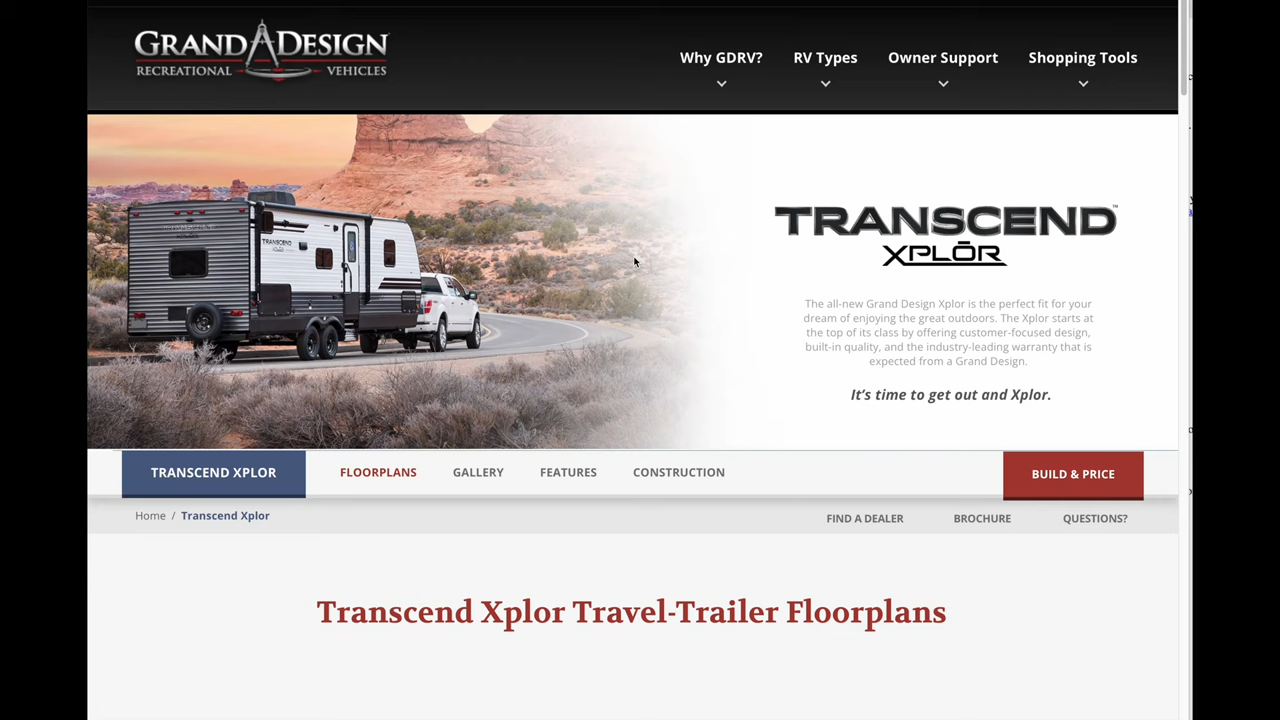 GRAND DESIGN
RECREATIONAL VEHICLES
Why GDRV?
RV Types
Owner Support
Shopping Tools
TRANSCEND
TRANSCEND™
XPLŌR
The all-new Grand Design Xplor is the perfect fit for your
dream of enjoying the great outdoors. The Xplor starts at
the top of its class by offering customer-focused design,
built-in quality, and the industry-leading warranty that is
expected from a Grand Design.
It's time to get out and Xplor.
TRANSCEND XPLOR
FLOORPLANS
GALLERY
FEATURES
CONSTRUCTION
BUILD & PRICE
Home / Transcend Xplor
FIND A DEALER
BROCHURE
QUESTIONS?
Transcend Xplor Travel-Trailer Floorplans